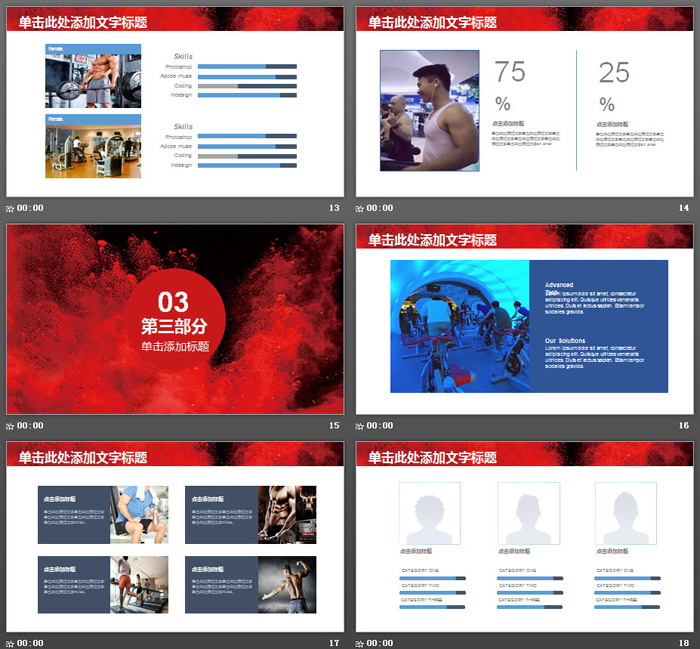 单击此处添加文字标题
Skills
Photoshop
Adobe muse
Coding
Indesign
Skills
Photoshop
Adobe muse
Coding
Indesign
00:00
13
单击此处添加文字标题
75
%
点击添加标题
25
%
点击添加标题
00:00
14
03
第三部分
单击添加标题
00:00
15
单击此处添加文字标题
Advanced
Lorem ipsum dolor sit amet, consectetur
adipiscing elit. Quisque ultrices venenatis
ultrices. Duis et lectus sapien. Etiam tempor
sodales gravida.
Our Solutions
Lorem ipsum dolor sit amet, consectetur
adipiscing elit. Quisque ultrices venenatis
ultrices. Duis et lectus sapien. Etiam tempor
sodales gravida.
00:00
16
单击此处添加文字标题
点击添加标题
点击添加标题
点击添加标题
点击添加标题
00:00
17
单击此处添加文字标题
点击添加标题
CATEGORY ONE
CATEGORY TWO
CATEGORY THREE
点击添加标题
CATEGORY ONE
CATEGORY TWO
CATEGORY THREE
点击添加标题
CATEGORY ONE
CATEGORY TWO
CATEGORY THREE
00:00
18